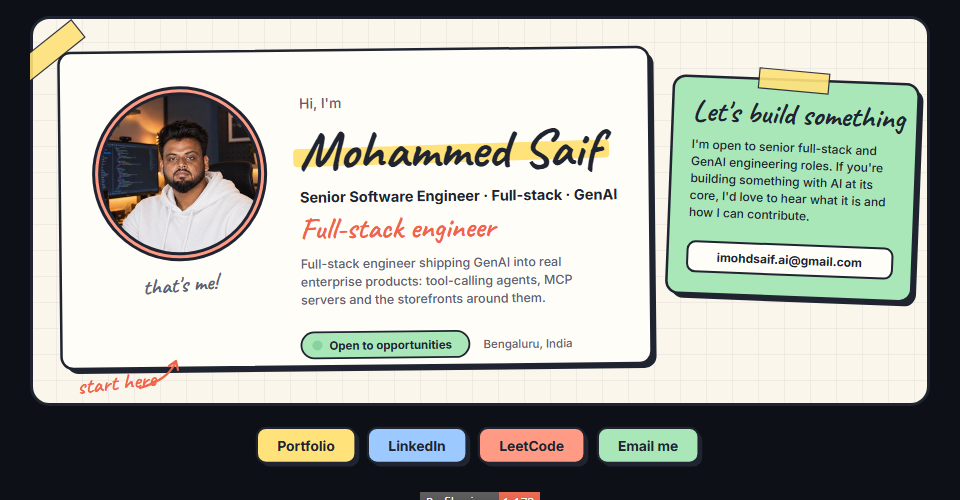 Hi, I'm
Mohammed Saif
Senior Software Engineer · Full-stack · GenAI
Full-stack engineer
Full-stack engineer shipping GenAI into real
enterprise products: tool-calling agents, MCP
servers and the storefronts around them.
Open to opportunities
Bengaluru, India
that's me!
start here
Let's build something
I'm open to senior full-stack and
GenAI engineering roles. If you're
building something with AI at its
core, I'd love to hear what it is and
how I can contribute.
imohdsaif.ai@gmail.com
Portfolio
LinkedIn
LeetCode
Email me